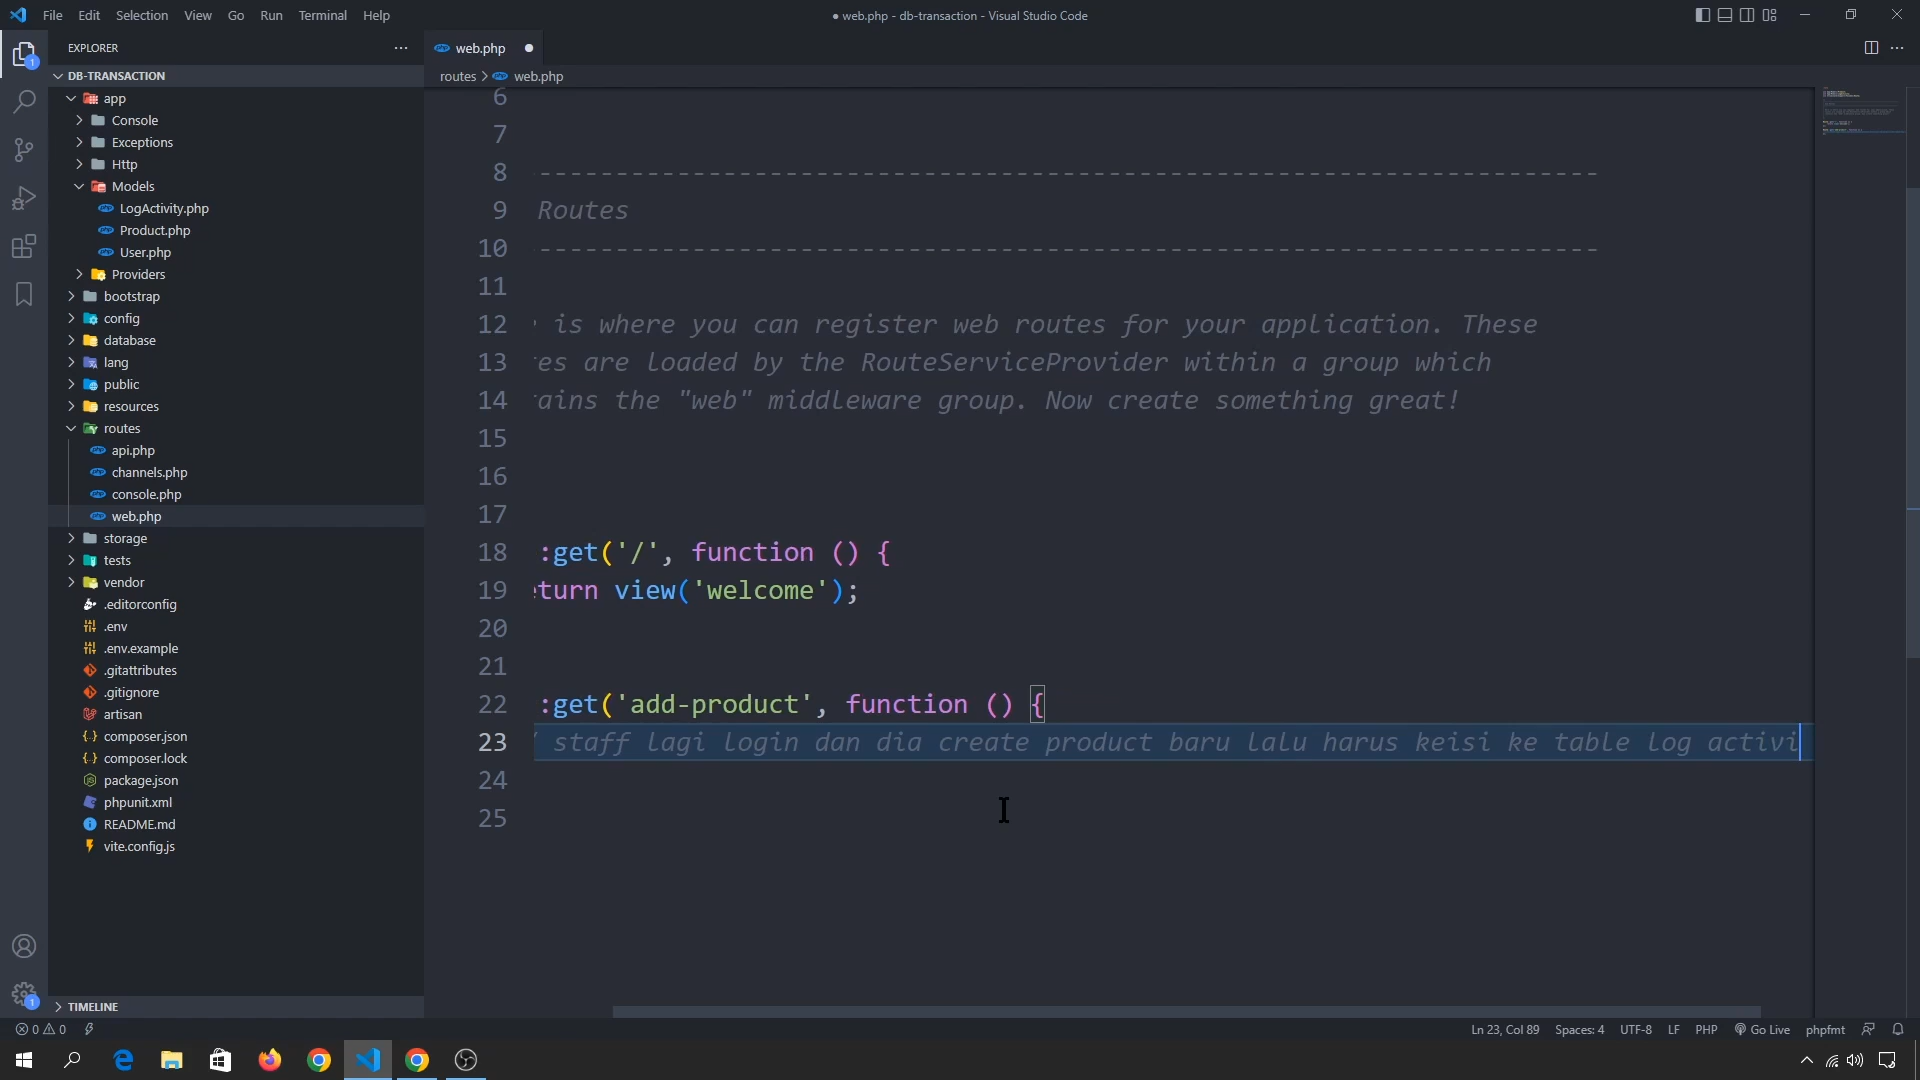 File Edit Selection View Go Run Terminal Help
● web.php - db-transaction - Visual Studio Code
EXPLORER
web.php
DB-TRANSACTION
routes > web.php
app
Console
Exceptions
Http
Models
LogActivity.php
Product.php
User.php
Providers
bootstrap
config
database
lang
public
resources
routes
api.php
channels.php
console.php
web.php
storage
tests
vendor
.editorconfig
.env
.env.example
.gitattributes
.gitignore
artisan
composer.json
composer.lock
package.json
phpunit.xml
README.md
vite.config.js
TIMELINE
6
7
8 ---------------------------------------------------------------------
9 Routes
10 ---------------------------------------------------------------------
11
12 is where you can register web routes for your application. These
13 es are loaded by the RouteServiceProvider within a group which
14 ains the "web" middleware group. Now create something great!
15
16
17
18 :get('/', function () {
19 turn view('welcome');
20
21
22 :get('add-product', function () {
23 staff lagi login dan dia create product baru lalu harus keisi ke table log activi
24
25
0 0
Ln 23, Col 89 Spaces: 4 UTF-8 LF PHP Go Live phpfmt